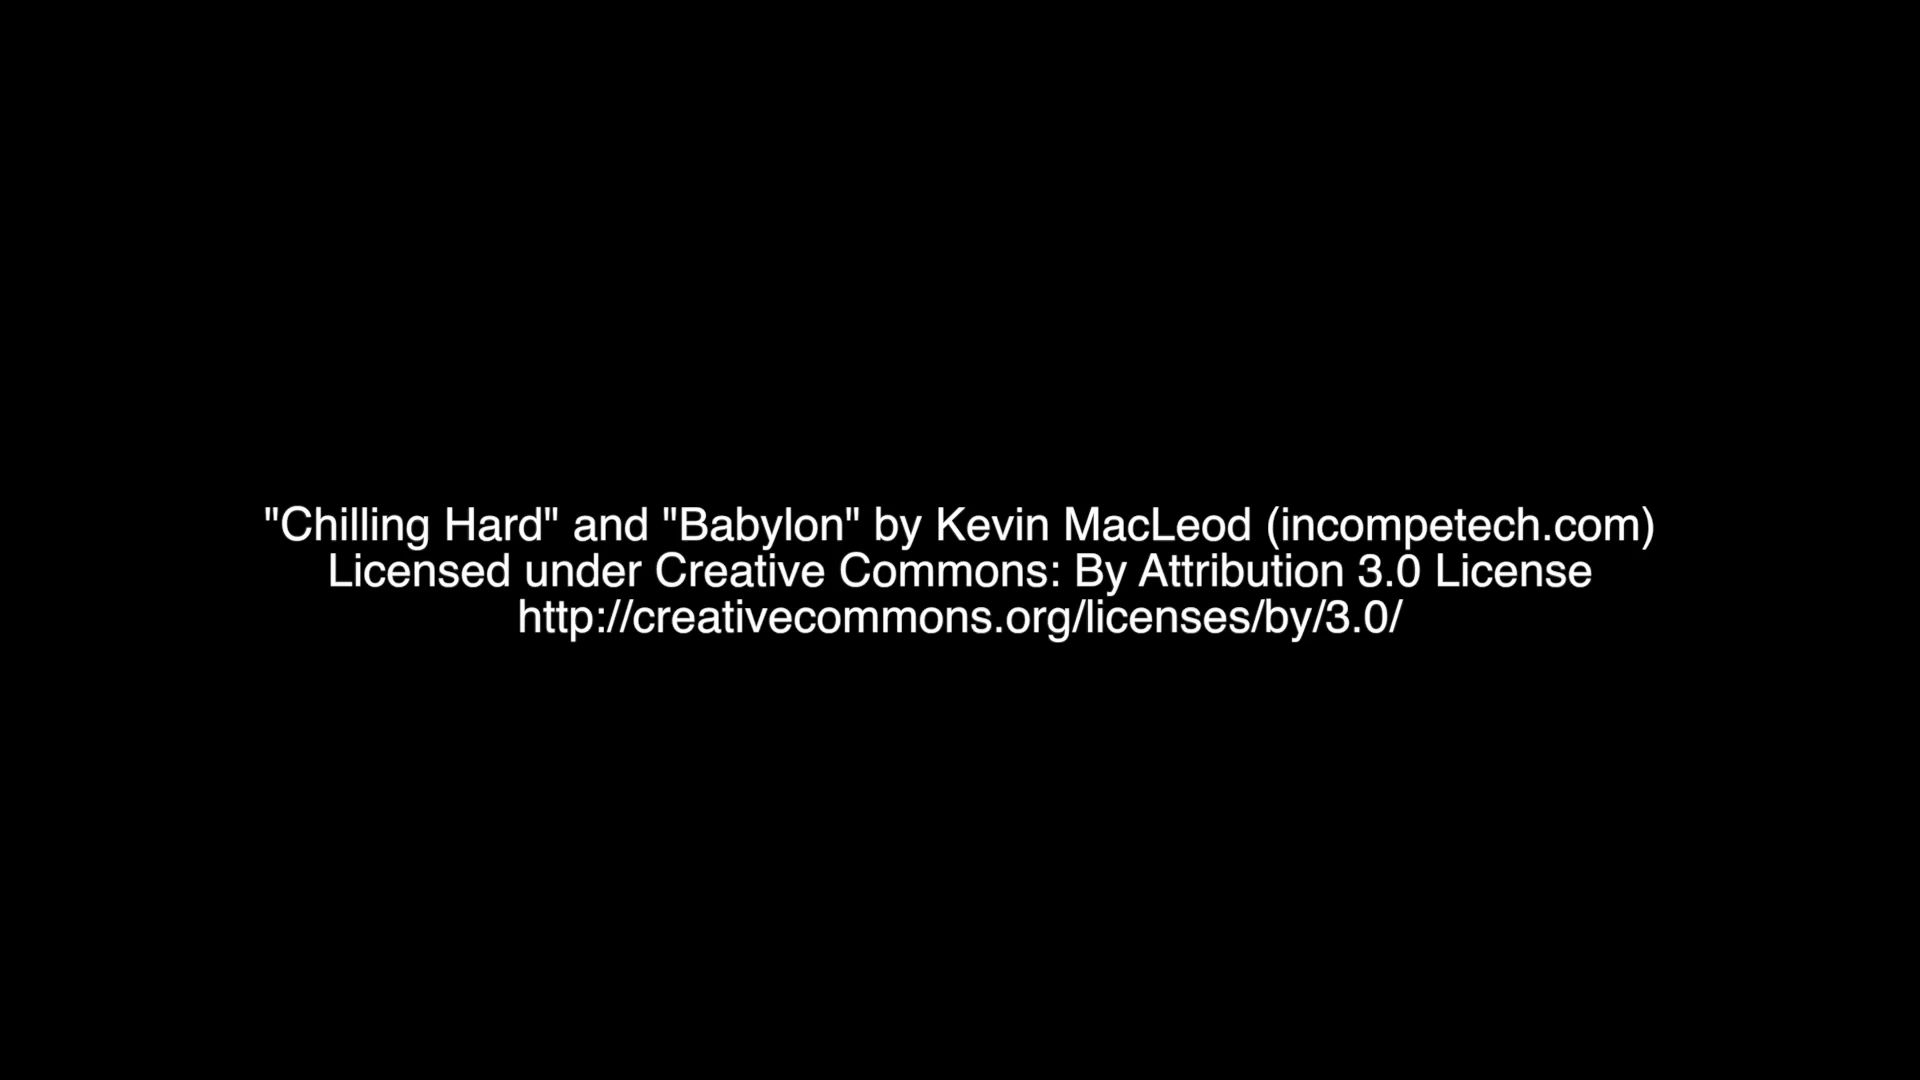 "Chilling Hard" and "Babylon" by Kevin MacLeod (incompetech.com)
Licensed under Creative Commons: By Attribution 3.0 License
http://creativecommons.org/licenses/by/3.0/